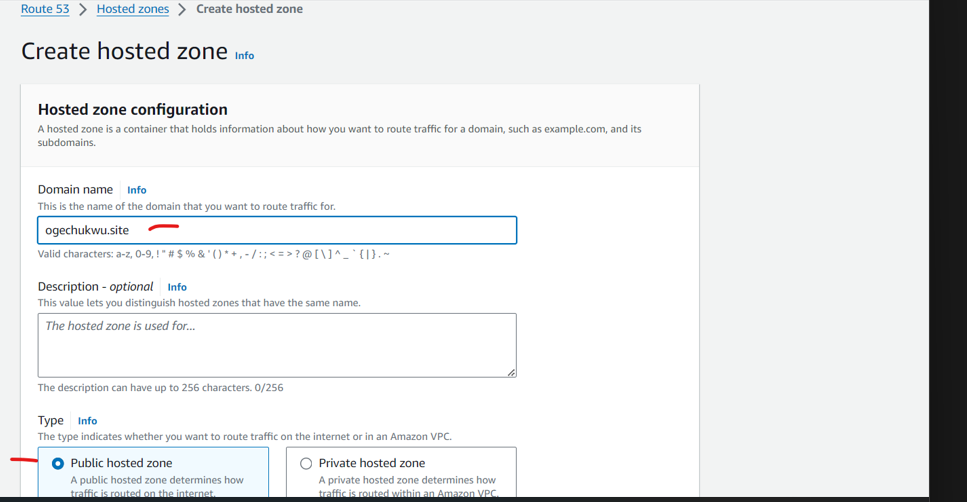 Route 53 > Hosted zones > Create hosted zone
Create hosted zone Info
Hosted zone configuration
A hosted zone is a container that holds information about how you want to route traffic for a domain, such as example.com, and its
subdomains.
Domain name Info
This is the name of the domain that you want to route traffic for.
ogechukwu.site
Valid characters: a-z, 0-9, ! " # $ % & ' ( ) * + , - / : ; < = > ? @ [ \ ] ^ _ ` { | } . ~
Description - optional Info
This value lets you distinguish hosted zones that have the same name.
The hosted zone is used for...
The description can have up to 256 characters. 0/256
Type Info
The type indicates whether you want to route traffic on the internet or in an Amazon VPC.
Public hosted zone
A public hosted zone determines how
traffic is routed on the internet.
Private hosted zone
A private hosted zone determines how
traffic is routed within an Amazon VPC.